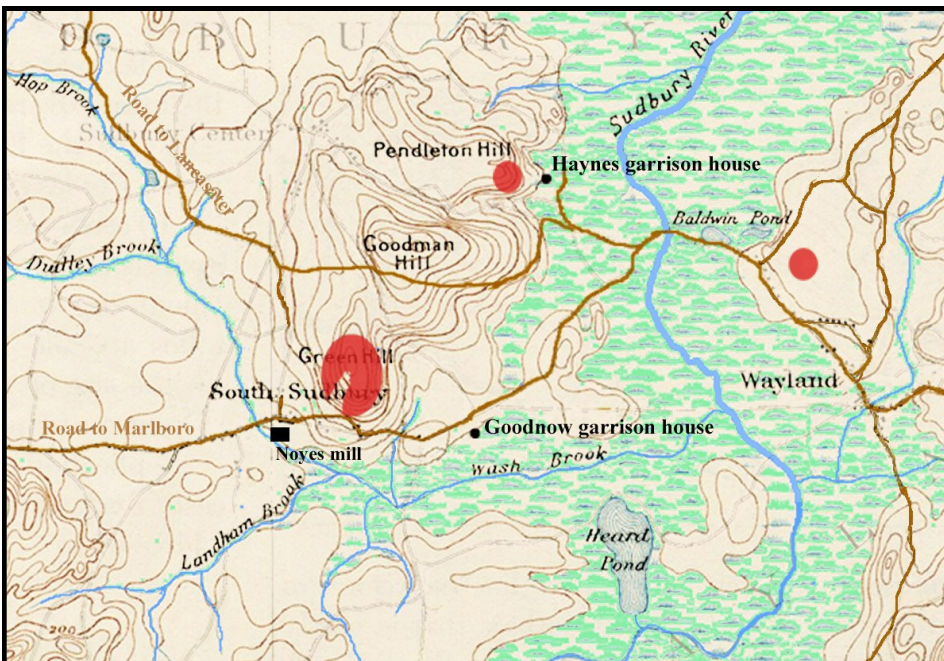 D B U R Y
Sudbury River
Hop Brook
Road to Lancaster
Sudbury Center
Pendleton Hill
Haynes garrison house
Baldwin Pond
Goodman
Hill
Dudley Brook
Green Hill
South Sudbury
Wayland
Road to Marlboro
Goodnow garrison house
Noyes mill
Wash Brook
Landham Brook
Heard
Pond
200